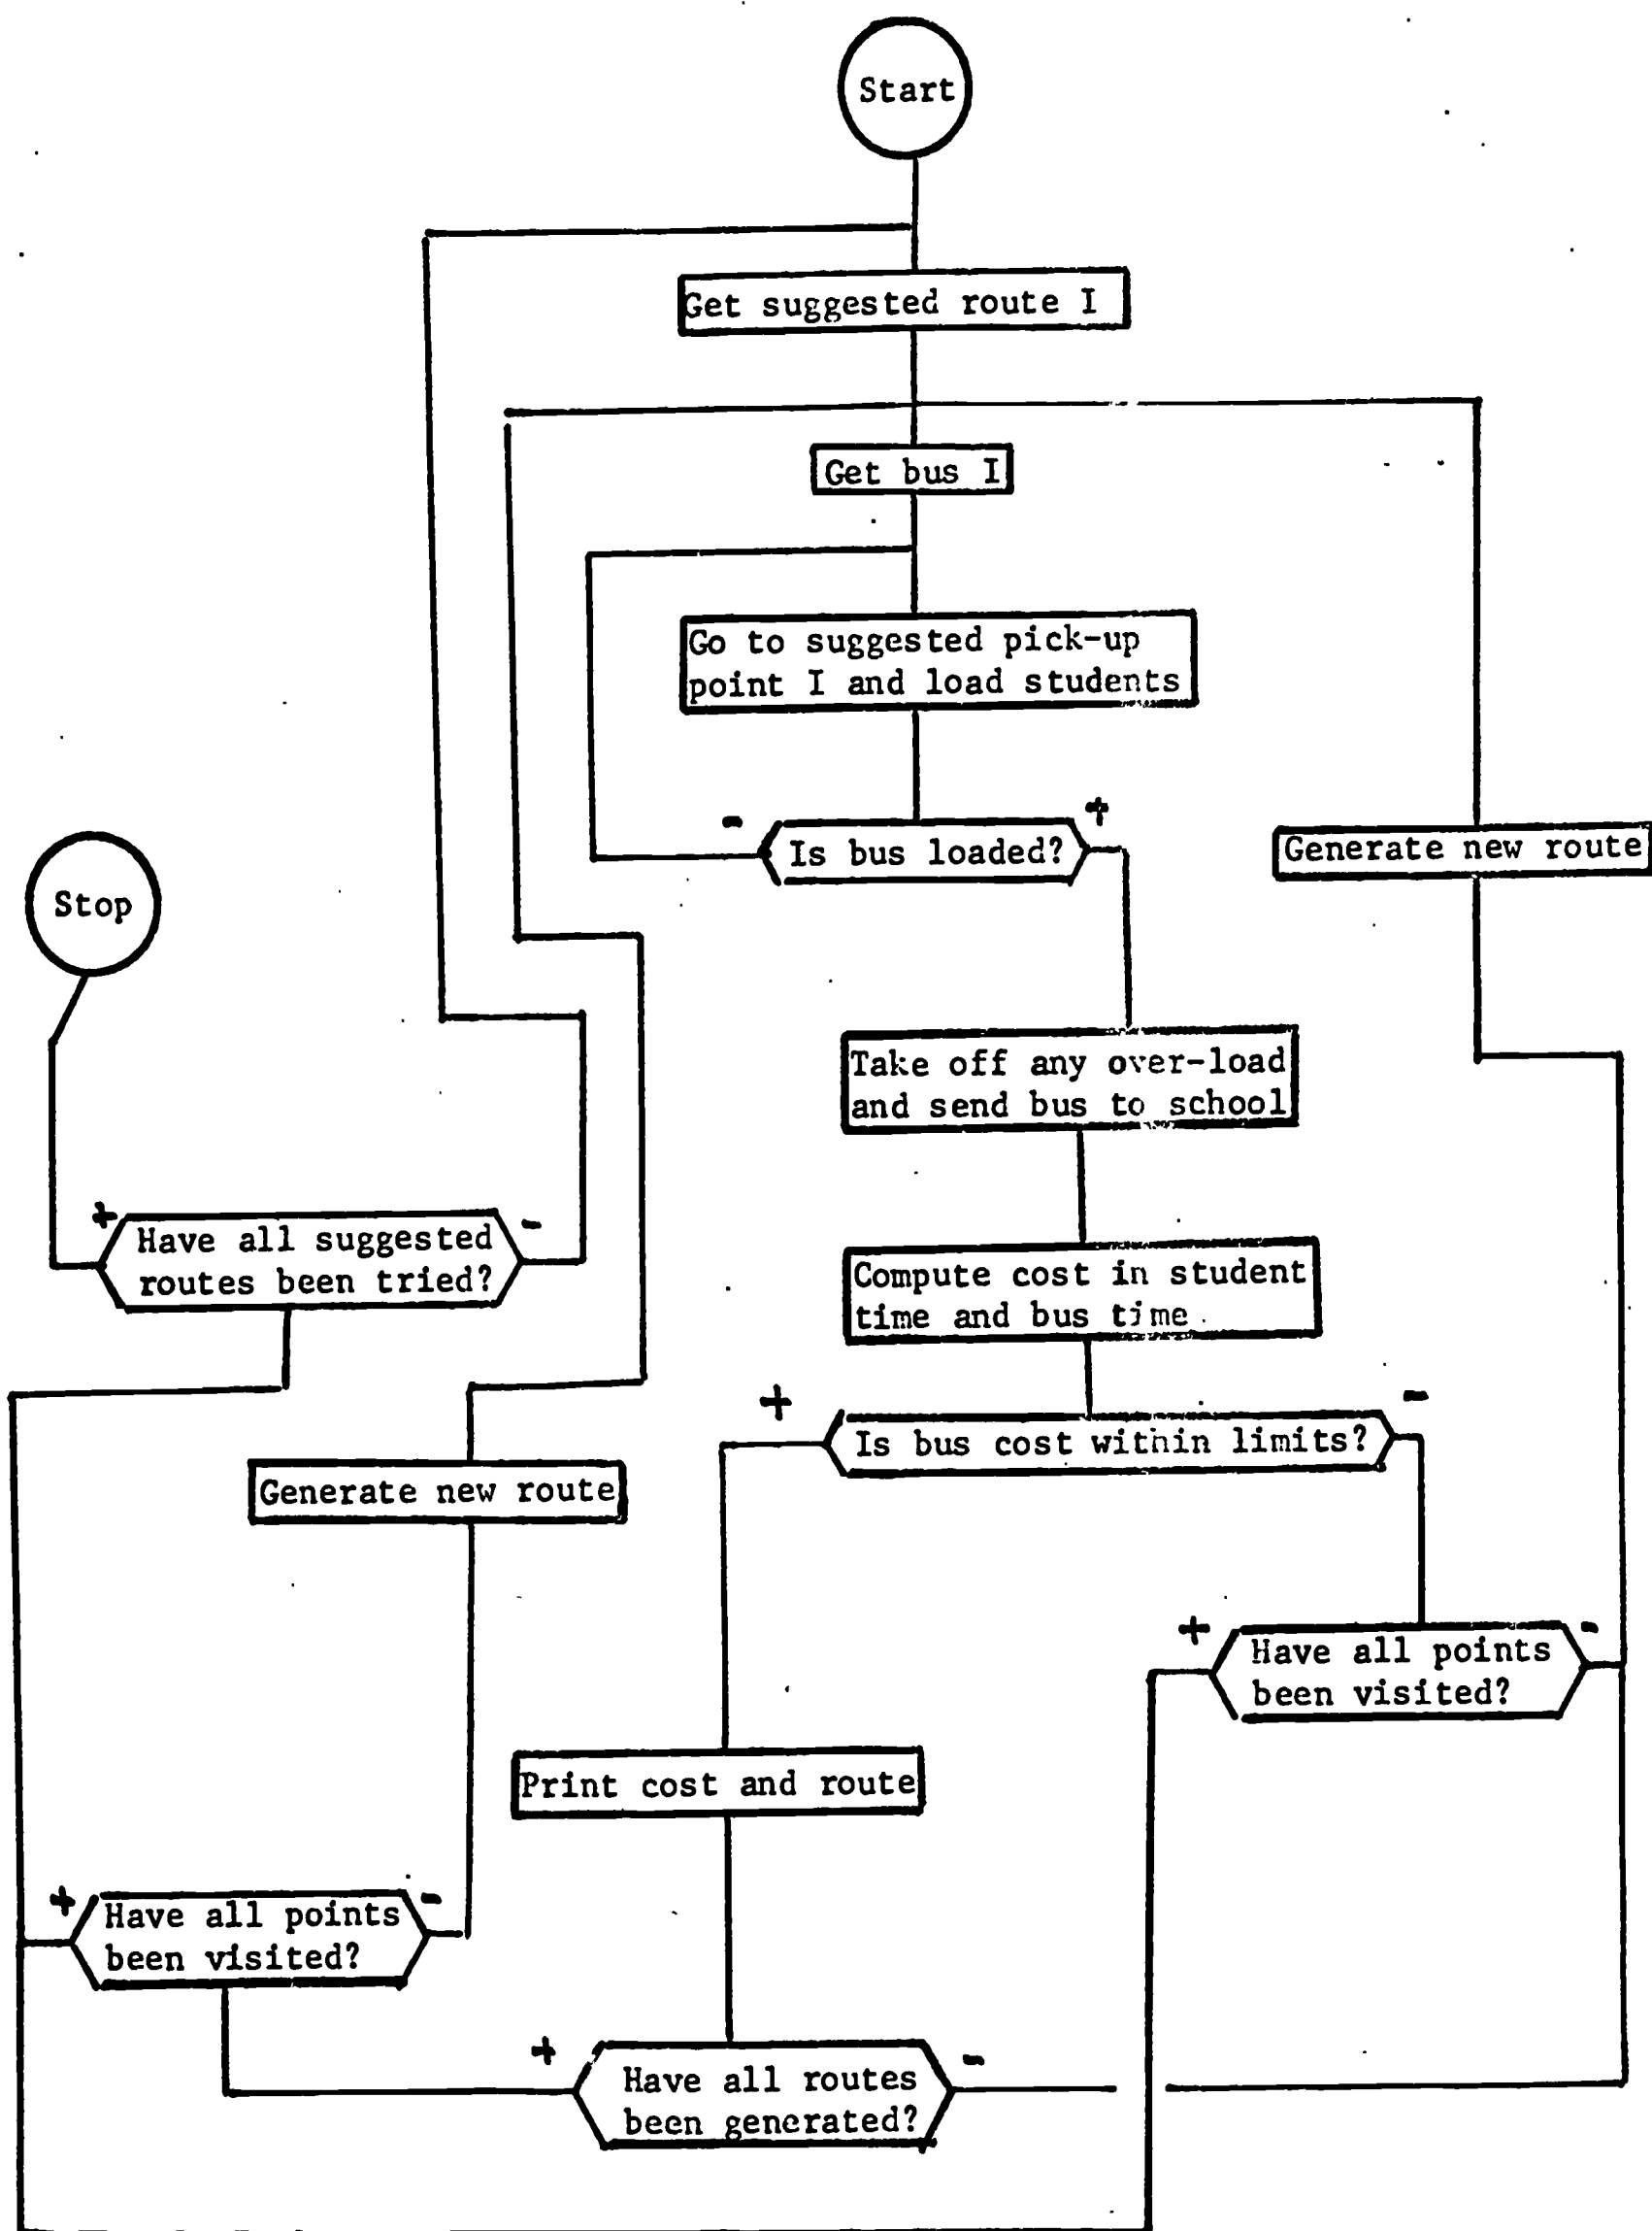 Start
Get suggested route I
Get bus I
Go to suggested pick-up
point I and load students
- +
Is bus loaded?
Generate new route
Stop
Take off any over-load
and send bus to school
+ -
Have all suggested
routes been tried?
Compute cost in student
time and bus time
+ -
Is bus cost within limits?
Generate new route
+ -
Have all points
been visited?
Print cost and route
+ -
Have all points
been visited?
+ -
Have all routes
been generated?